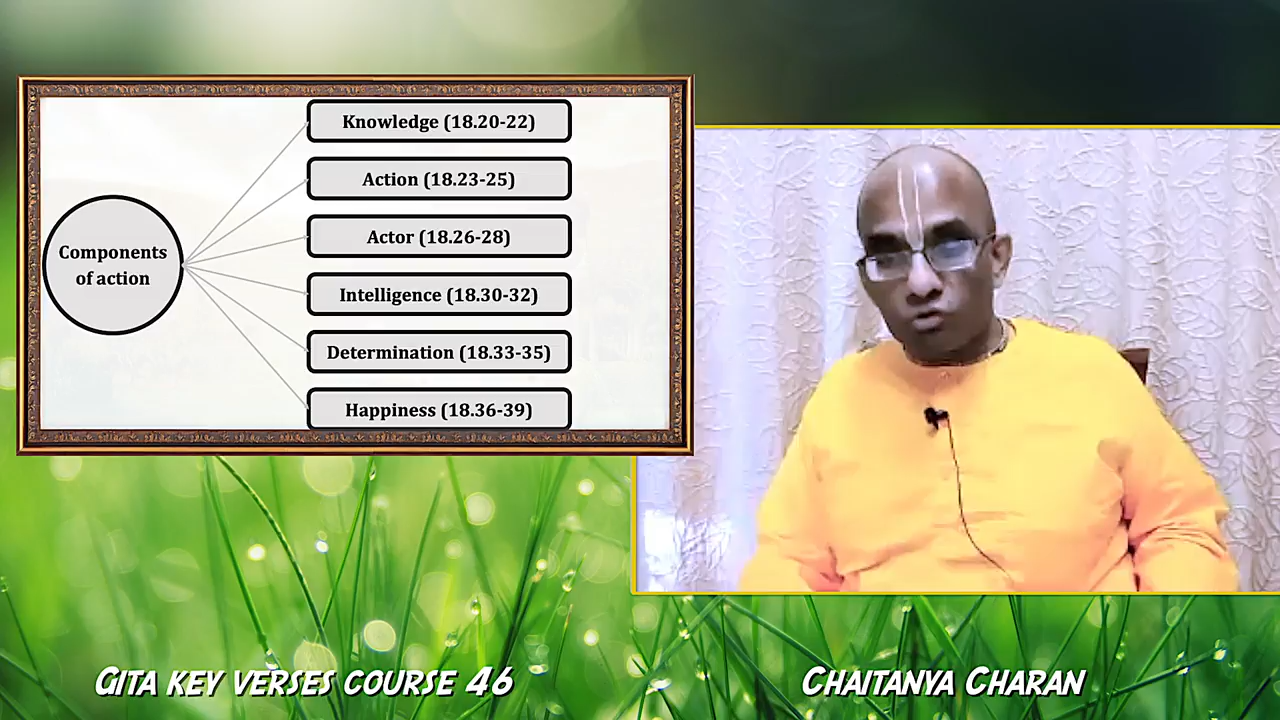 Components
of action
Knowledge (18.20-22)
Action (18.23-25)
Actor (18.26-28)
Intelligence (18.30-32)
Determination (18.33-35)
Happiness (18.36-39)
GITA KEY VERSES COURSE 46
CHAITANYA CHARAN